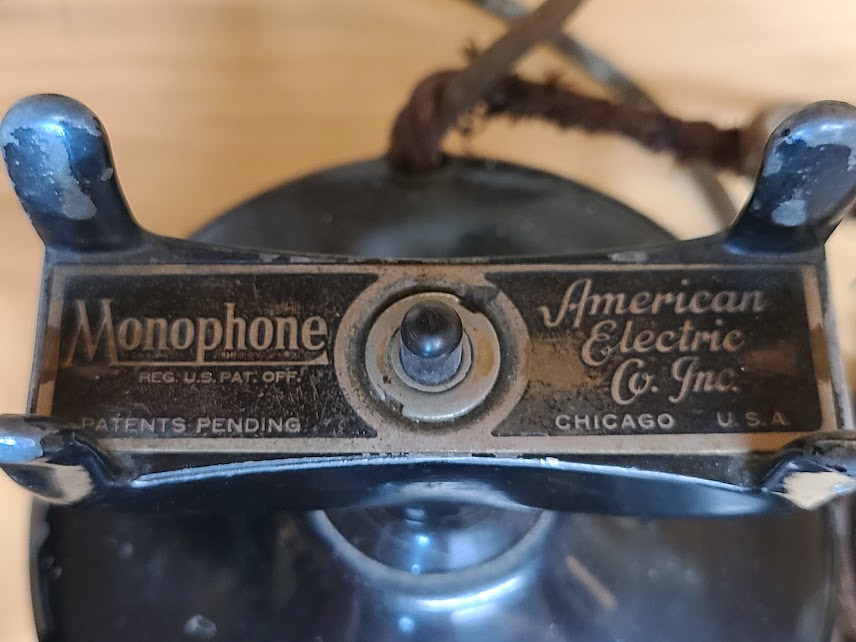 Monophone
REG. U.S. PAT. OFF.
PATENTS PENDING
American
Electric
Co. Inc.
CHICAGO U.S.A